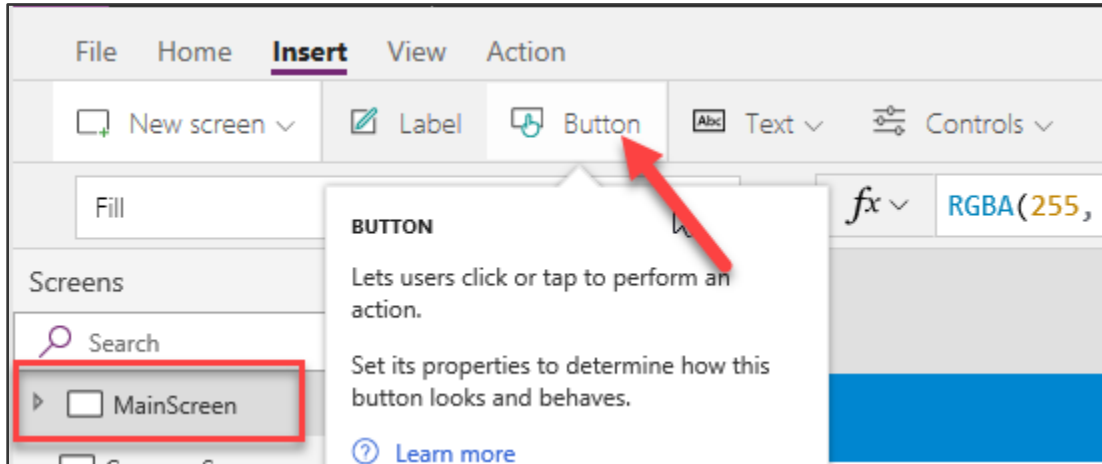 File Home Insert View Action
New screen Label Button Abc Text Controls
Fill fx RGBA(255,
Screens
Search
MainScreen
BUTTON
Lets users click or tap to perform an
action.
Set its properties to determine how this
button looks and behaves.
Learn more